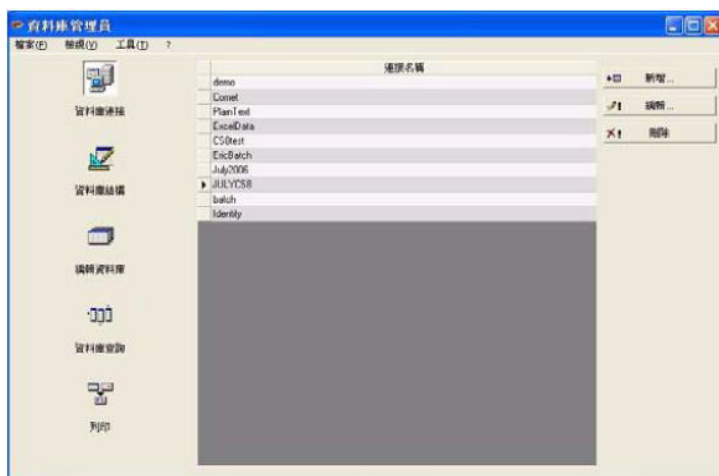 資料庫管理員
檔案(F) 檢視(V) 工具(T) ?
資料庫連接
資料庫結構
編輯資料庫
資料庫查詢
列印
連接名稱
demo
Comet
PlainText
ExcelData
CS8test
EricBatch
July2006
JULYCS8
batch
Identity
新增...
編輯...
刪除